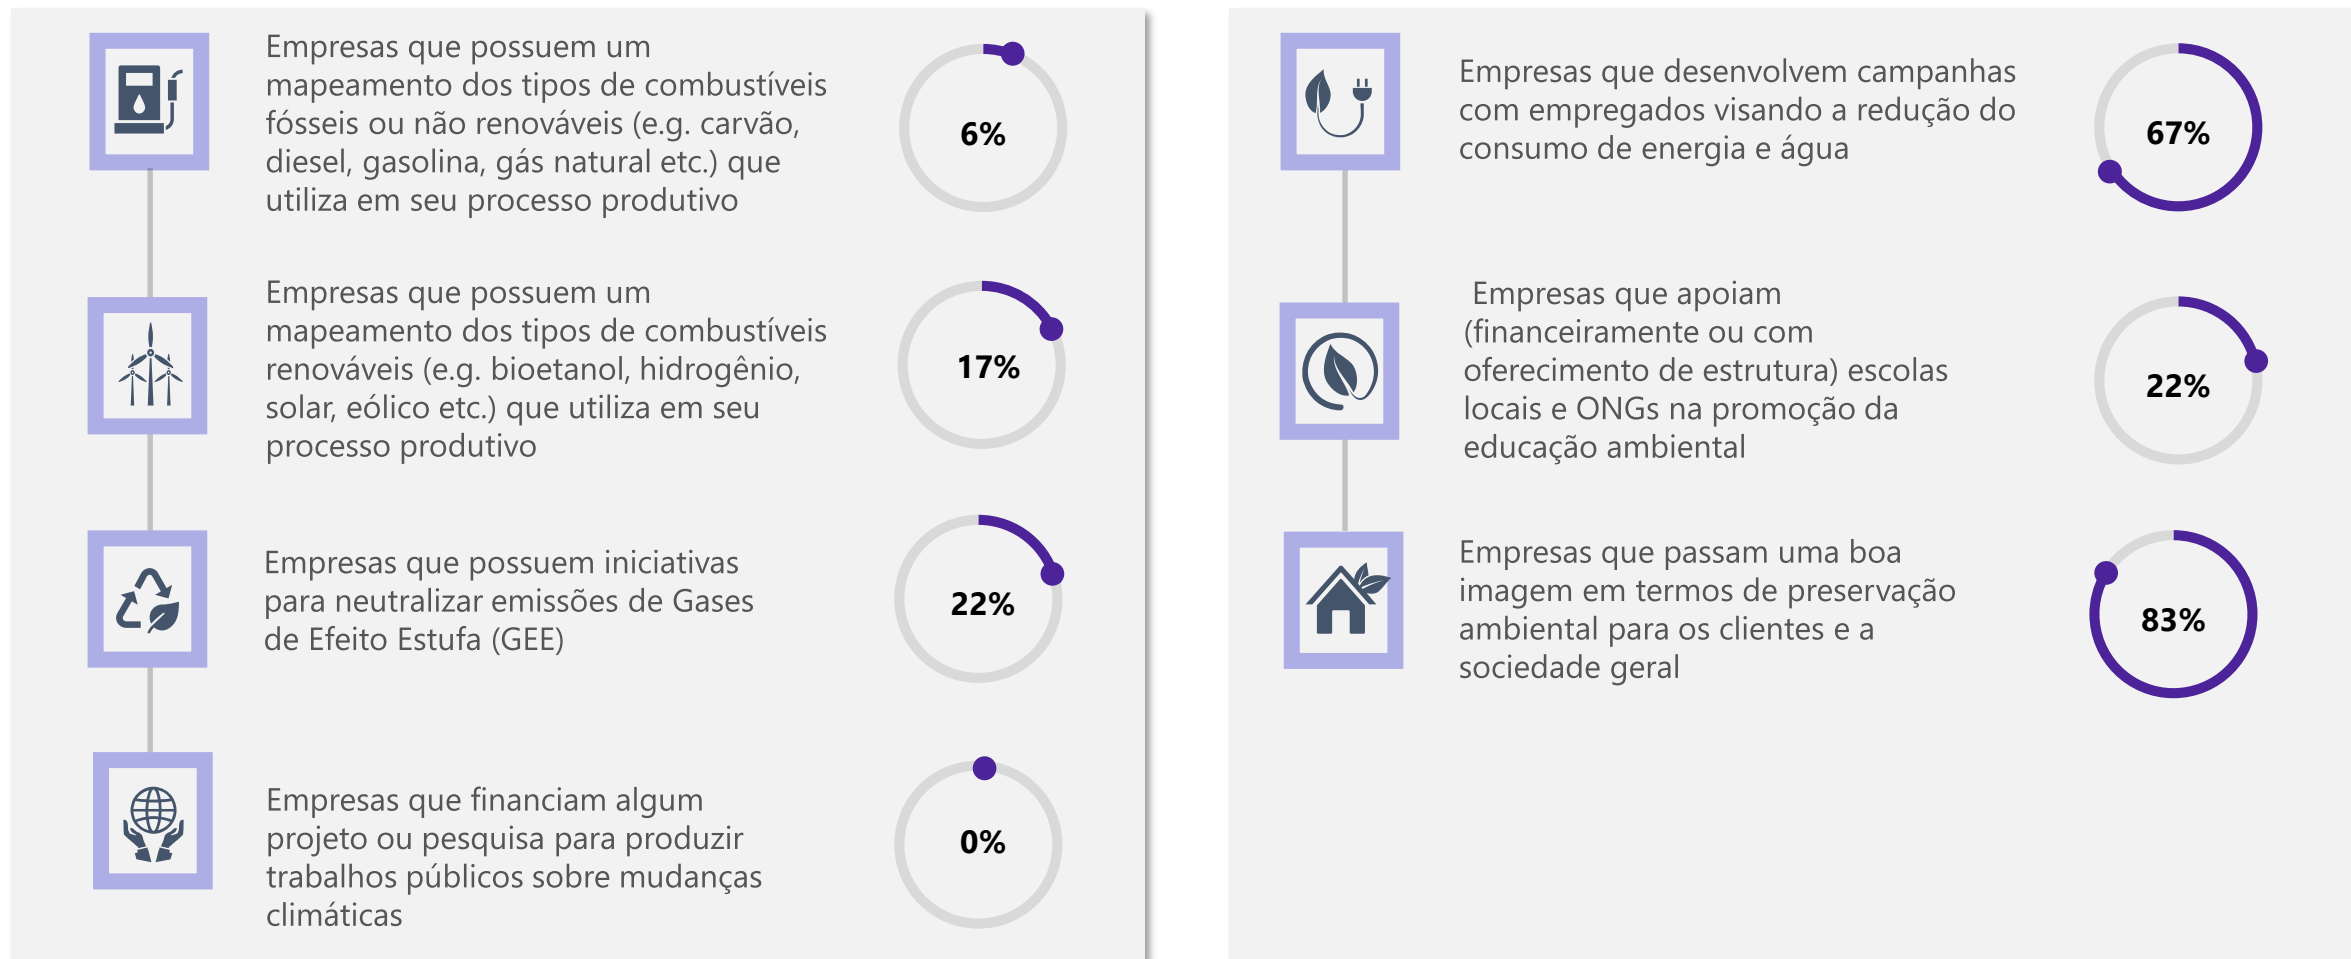 Empresas que possuem um
mapeamento dos tipos de combustíveis
fósseis ou não renováveis (e.g. carvão,
diesel, gasolina, gás natural etc.) que
utiliza em seu processo produtivo
6%
Empresas que possuem um
mapeamento dos tipos de combustíveis
renováveis (e.g. bioetanol, hidrogênio,
solar, eólico etc.) que utiliza em seu
processo produtivo
17%
Empresas que possuem iniciativas
para neutralizar emissões de Gases
de Efeito Estufa (GEE)
22%
Empresas que financiam algum
projeto ou pesquisa para produzir
trabalhos públicos sobre mudanças
climáticas
0%
Empresas que desenvolvem campanhas
com empregados visando a redução do
consumo de energia e água
67%
Empresas que apoiam
(financeiramente ou com
oferecimento de estrutura) escolas
locais e ONGs na promoção da
educação ambiental
22%
Empresas que passam uma boa
imagem em termos de preservação
ambiental para os clientes e a
sociedade geral
83%